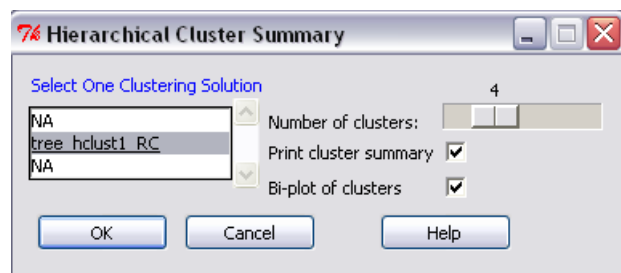 Hierarchical Cluster Summary
Select One Clustering Solution
NA
tree_hclust1_RC
NA
4
Number of clusters:
Print cluster summary
Bi-plot of clusters
OK
Cancel
Help